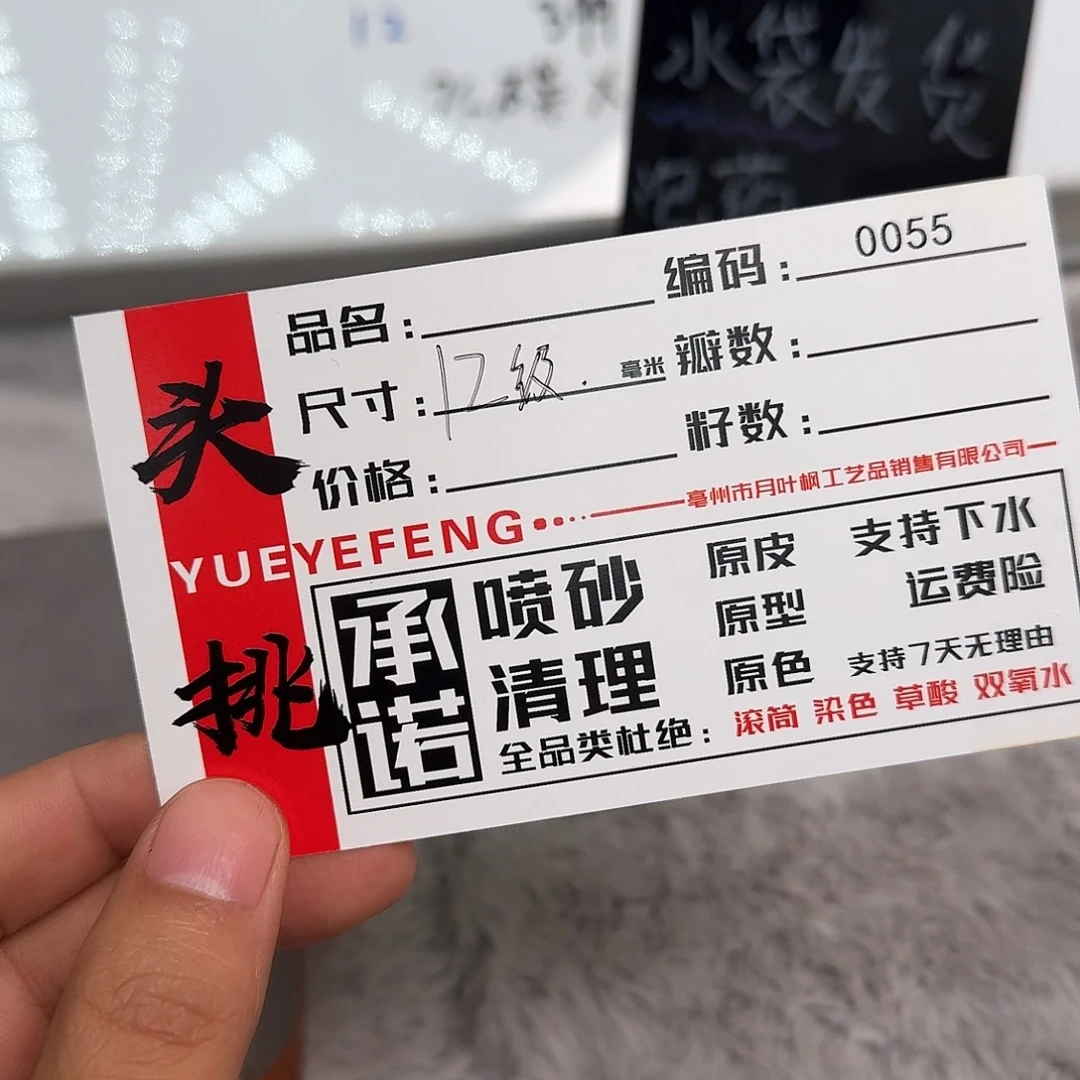 水袋发货
头挑
品名：
编码：0055
尺寸：12级. 毫米
瓣数：
价格：
籽数：
YUEYEFENG
亳州市月叶枫工艺品销售有限公司
承诺
喷砂
清理
原皮
原型
原色
支持下水
运费险
支持7天无理由
全品类杜绝：滚筒 染色 草酸 双氧水